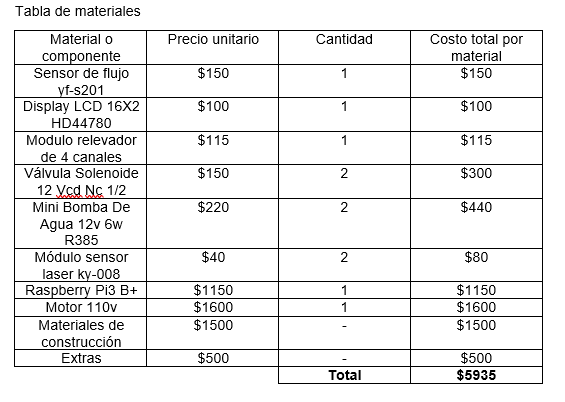 Tabla de materiales
Material o componente Precio unitario Cantidad Costo total por material
Sensor de flujo yf-s201 $150 1 $150
Display LCD 16X2 HD44780 $100 1 $100
Modulo relevador de 4 canales $115 1 $115
Válvula Solenoide 12 Vcd Nc 1/2 $150 2 $300
Mini Bomba De Agua 12v 6w R385 $220 2 $440
Módulo sensor laser ky-008 $40 2 $80
Raspberry Pi3 B+ $1150 1 $1150
Motor 110v $1600 1 $1600
Materiales de construcción $1500 - $1500
Extras $500 - $500
Total $5935